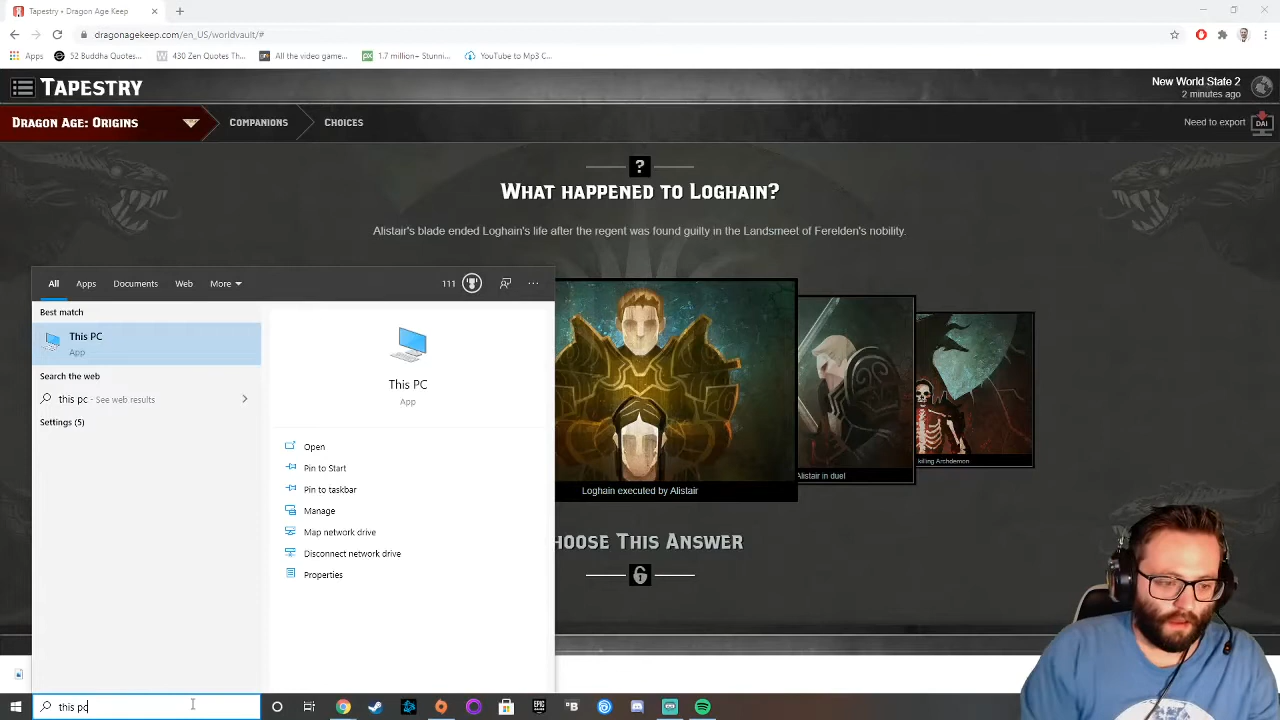 Tapestry • Dragon Age Keep
dragonagekeep.com/en_US/worldvault/#
Apps
52 Buddha Quotes...
430 Zen Quotes Th...
All the video game...
1.7 million+ Stunni...
YouTube to Mp3 C...
Tapestry
New World State 2
2 minutes ago
Dragon Age: Origins
Companions
Choices
Need to export
DAI
?
What happened to Loghain?
Alistair's blade ended Loghain's life after the regent was found guilty in the Landsmeet of Ferelden's nobility.
All
Apps
Documents
Web
More
111
Best match
This PC
App
Search the web
this pc - See web results
Settings (5)
This PC
App
Open
Pin to Start
Pin to taskbar
Manage
Map network drive
Disconnect network drive
Properties
Loghain executed by Alistair
Alistair in duel
killing Archdemon
hoose This Answer
this pc
EPIC
GAMES
B